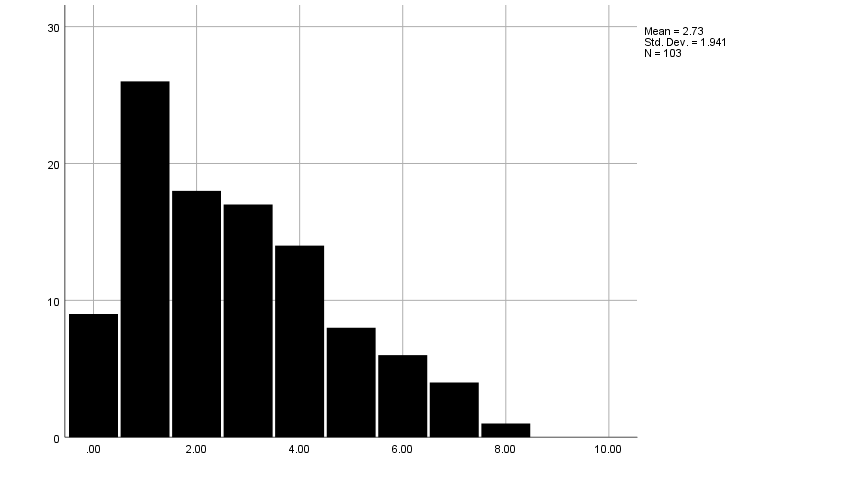 30
Mean = 2.73
Std. Dev. = 1.941
N = 103
20
10
0
.00 2.00 4.00 6.00 8.00 10.00